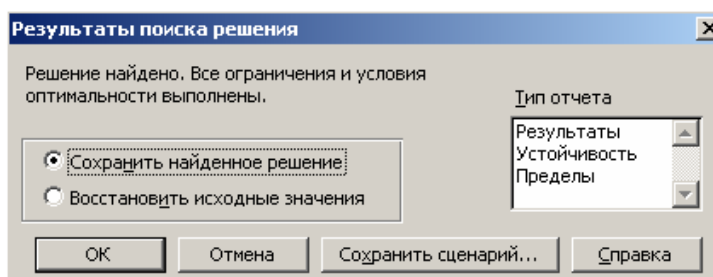 Результаты поиска решения
Решение найдено. Все ограничения и условия
оптимальности выполнены.
Тип отчета
Результаты
Устойчивость
Пределы
Сохранить найденное решение
Восстановить исходные значения
ОК
Отмена
Сохранить сценарий...
Справка